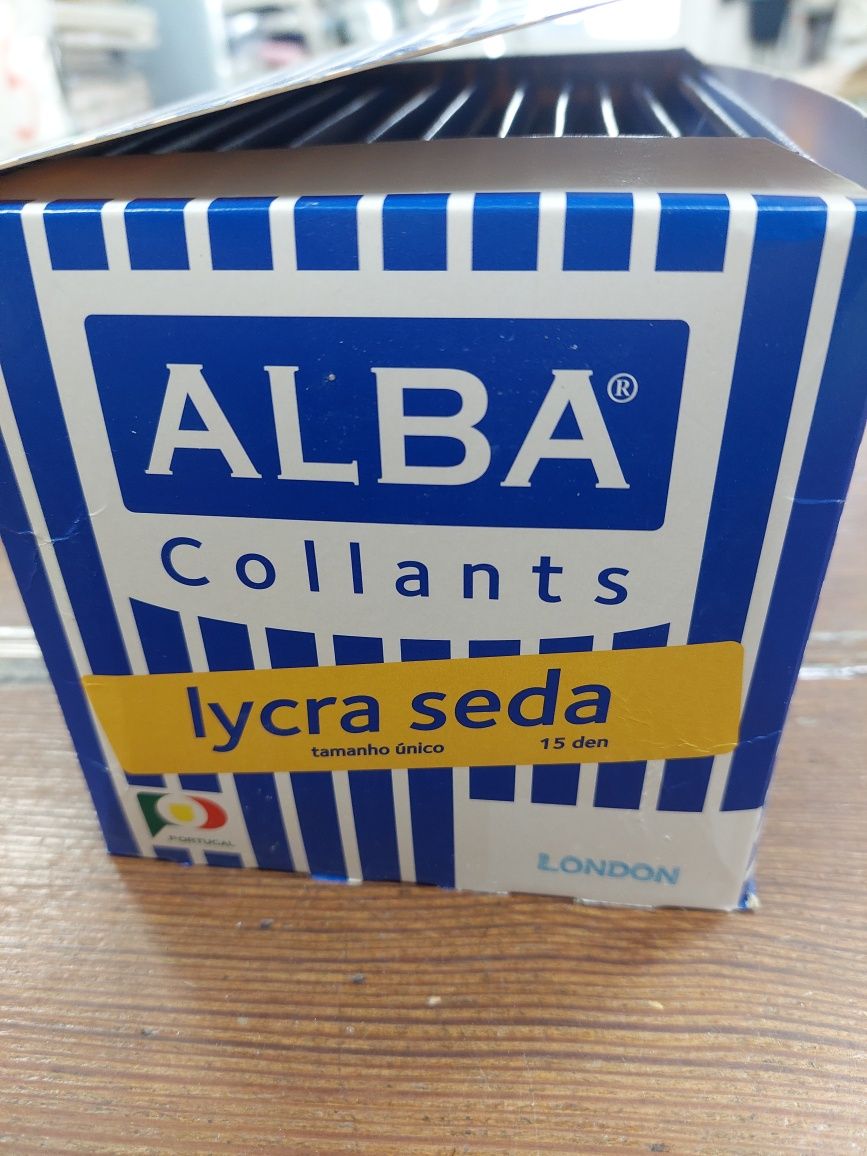 ALBA®
Collants
lycra seda
tamanho único 15 den
PORTUGAL
LONDON